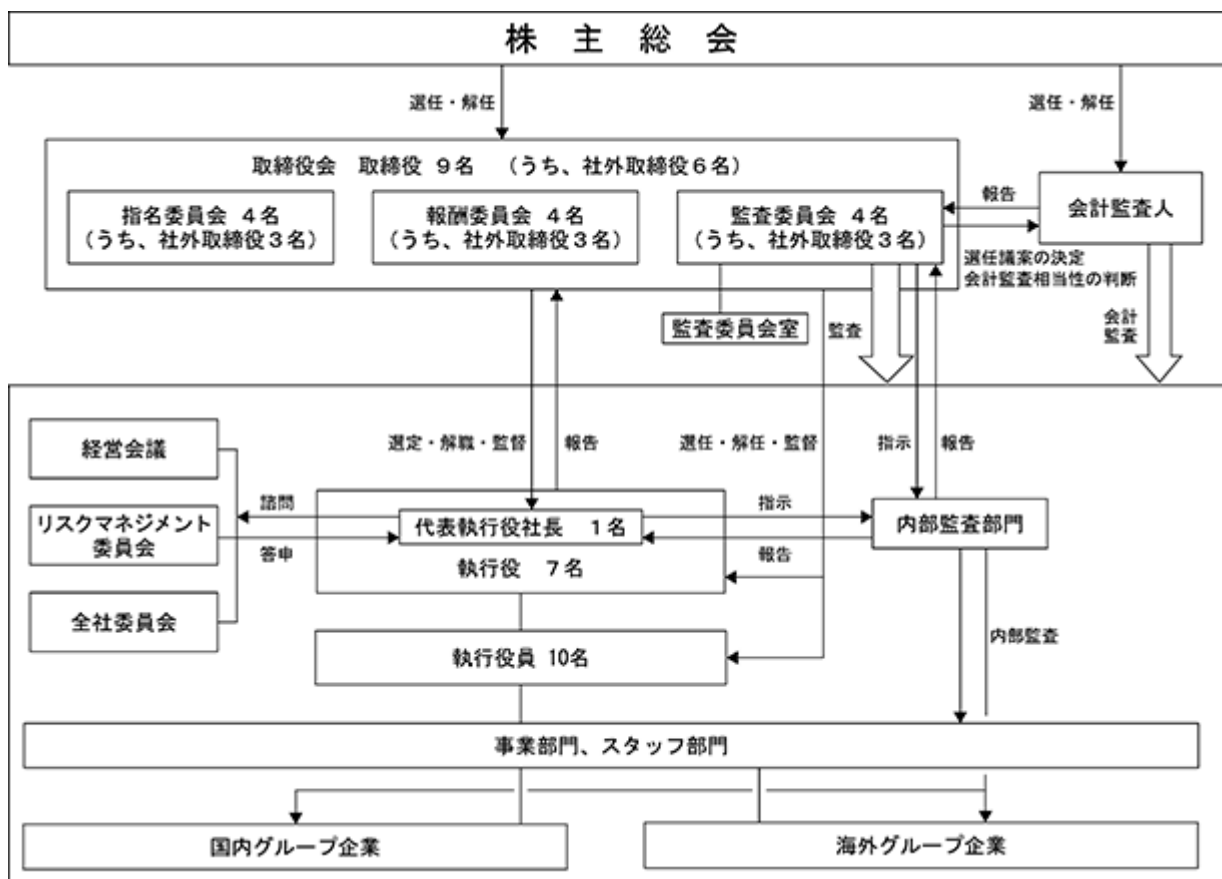 株主総会
選任・解任
選任・解任
取締役会 取締役 9名 (うち、社外取締役6名)
指名委員会 4名
(うち、社外取締役3名)
報酬委員会 4名
(うち、社外取締役3名)
監査委員会 4名
(うち、社外取締役3名)
報告
会計監査人
選任議案の決定
会計監査相当性の判断
監査委員会室
監査
会計
監査
経営会議
選定・解職・監督
報告
選任・解任・監督
指示
報告
諮問
リスクマネジメント
委員会
答申
代表執行役社長 1名
執行役 7名
指示
報告
内部監査部門
全社委員会
執行役員 10名
内部監査
事業部門、スタッフ部門
国内グループ企業
海外グループ企業